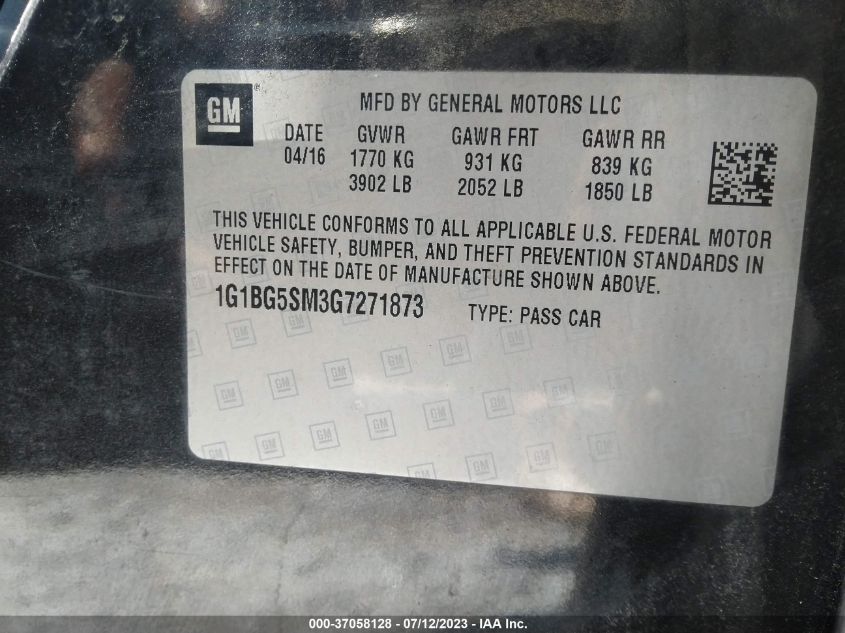 GM
MFD BY GENERAL MOTORS LLC
DATE GVWR GAWR FRT GAWR RR
04/16 1770 KG 931 KG 839 KG
3902 LB 2052 LB 1850 LB
THIS VEHICLE CONFORMS TO ALL APPLICABLE U.S. FEDERAL MOTOR
VEHICLE SAFETY, BUMPER, AND THEFT PREVENTION STANDARDS IN
EFFECT ON THE DATE OF MANUFACTURE SHOWN ABOVE.
1G1BG5SM3G7271873 TYPE: PASS CAR
000-37058128 - 07/12/2023 - IAA Inc.